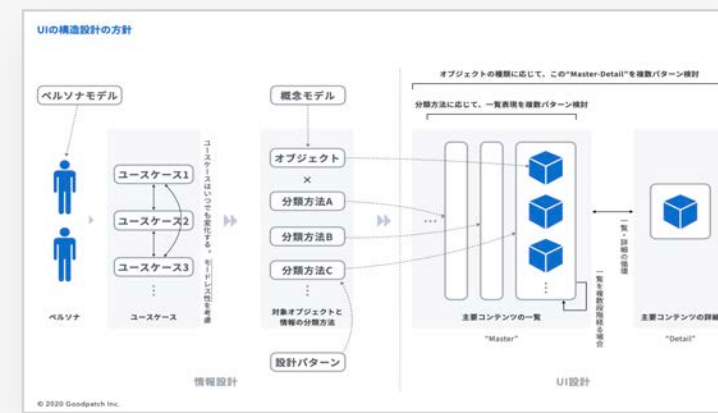 UIの構造設計の方針
オブジェクトの種類に応じて、この“Master-Detail”を複数パターン検討
分類方法に応じて、一覧表現を複数パターン検討
ペルソナモデル
概念モデル
ユースケース1
ユースケース2
ユースケース3
⋮
ユースケースはいつでも変化する。モードレス性を考慮
オブジェクト
×
分類方法A
分類方法B
分類方法C
⋮
…
⋮
一覧・詳細の循環
一覧を複数段階経る場合
ペルソナ
ユースケース
対象オブジェクトと
情報の分類方法
主要コンテンツの一覧
“Master”
主要コンテンツの詳細
“Detail”
設計パターン
情報設計
UI設計
© 2020 Goodpatch Inc.